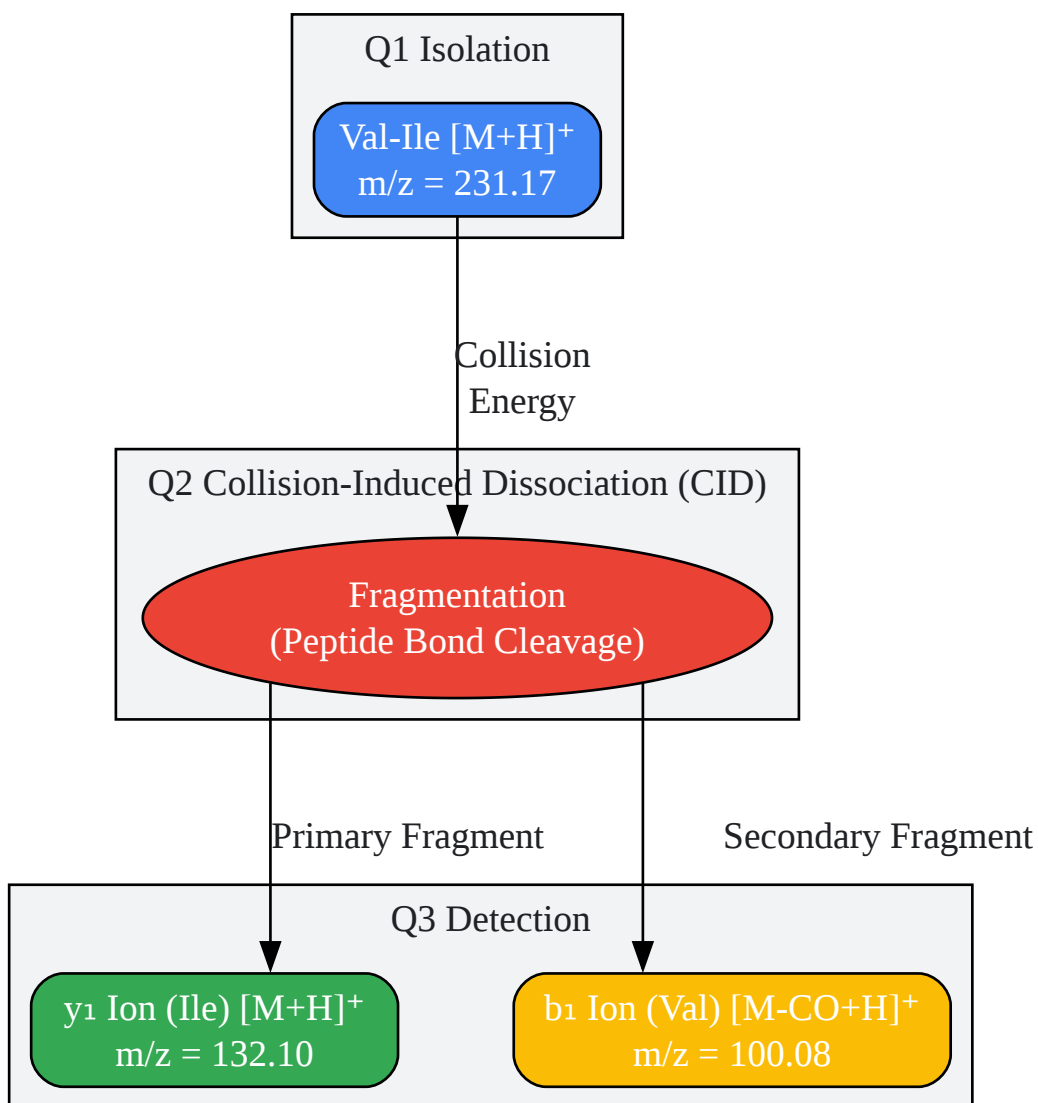 Q1 Isolation
Val-Ile [M+H]⁺
m/z = 231.17
Collision
Energy
Q2 Collision-Induced Dissociation (CID)
Fragmentation
(Peptide Bond Cleavage)
Primary Fragment
Secondary Fragment
Q3 Detection
y₁ Ion (Ile) [M+H]⁺
m/z = 132.10
b₁ Ion (Val) [M-CO+H]⁺
m/z = 100.08